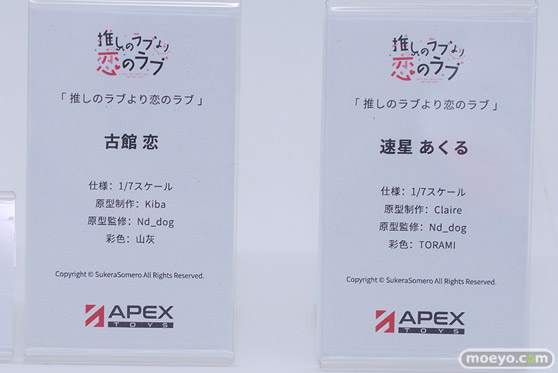 推しのラブより
恋のラブ
「 推しのラブより恋のラブ 」
古館 恋
仕様：1/7スケール
原型制作：Kiba
原型監修：Nd_dog
彩色：山灰
Copyright © SukeraSomero All Rights Reserved.
APEX
TOYS
推しのラブより
恋のラブ
「 推しのラブより恋のラブ 」
速星 あくる
仕様：1/7スケール
原型制作：Claire
原型監修：Nd_dog
彩色：TORAMI
Copyright © SukeraSomero All Rights Reserved.
APEX
TOYS
moeyo.com